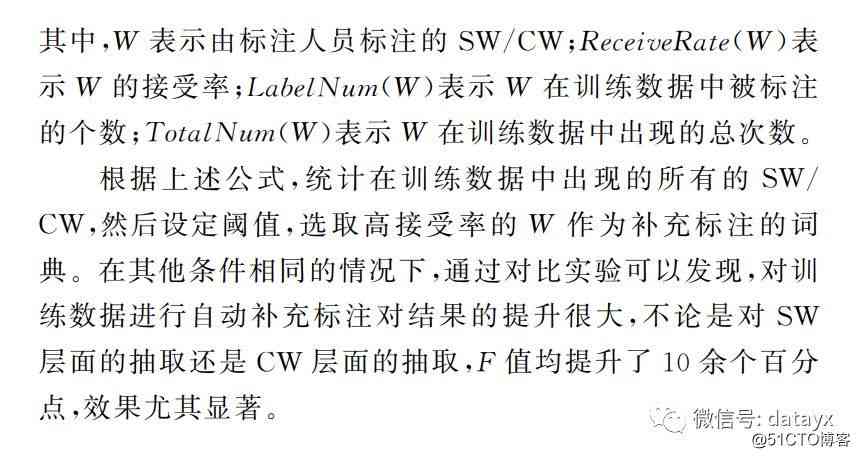 其中,W 表示由标注人员标注的 SW/CW;ReceiveRate(W)表
示 W 的接受率;LabelNum(W)表示 W 在训练数据中被标注
的个数;TotalNum(W)表示 W 在训练数据中出现的总次数。
根据上述公式,统计在训练数据中出现的所有的 SW/
CW,然后设定阈值,选取高接受率的 W 作为补充标注的词
典。在其他条件相同的情况下,通过对比实验可以发现,对训
练数据进行自动补充标注对结果的提升很大,不论是对 SW
层面的抽取还是 CW 层面的抽取,F 值均提升了 10 余个百分
点,效果尤其显著。
微信号: datayx
@51CTO博客